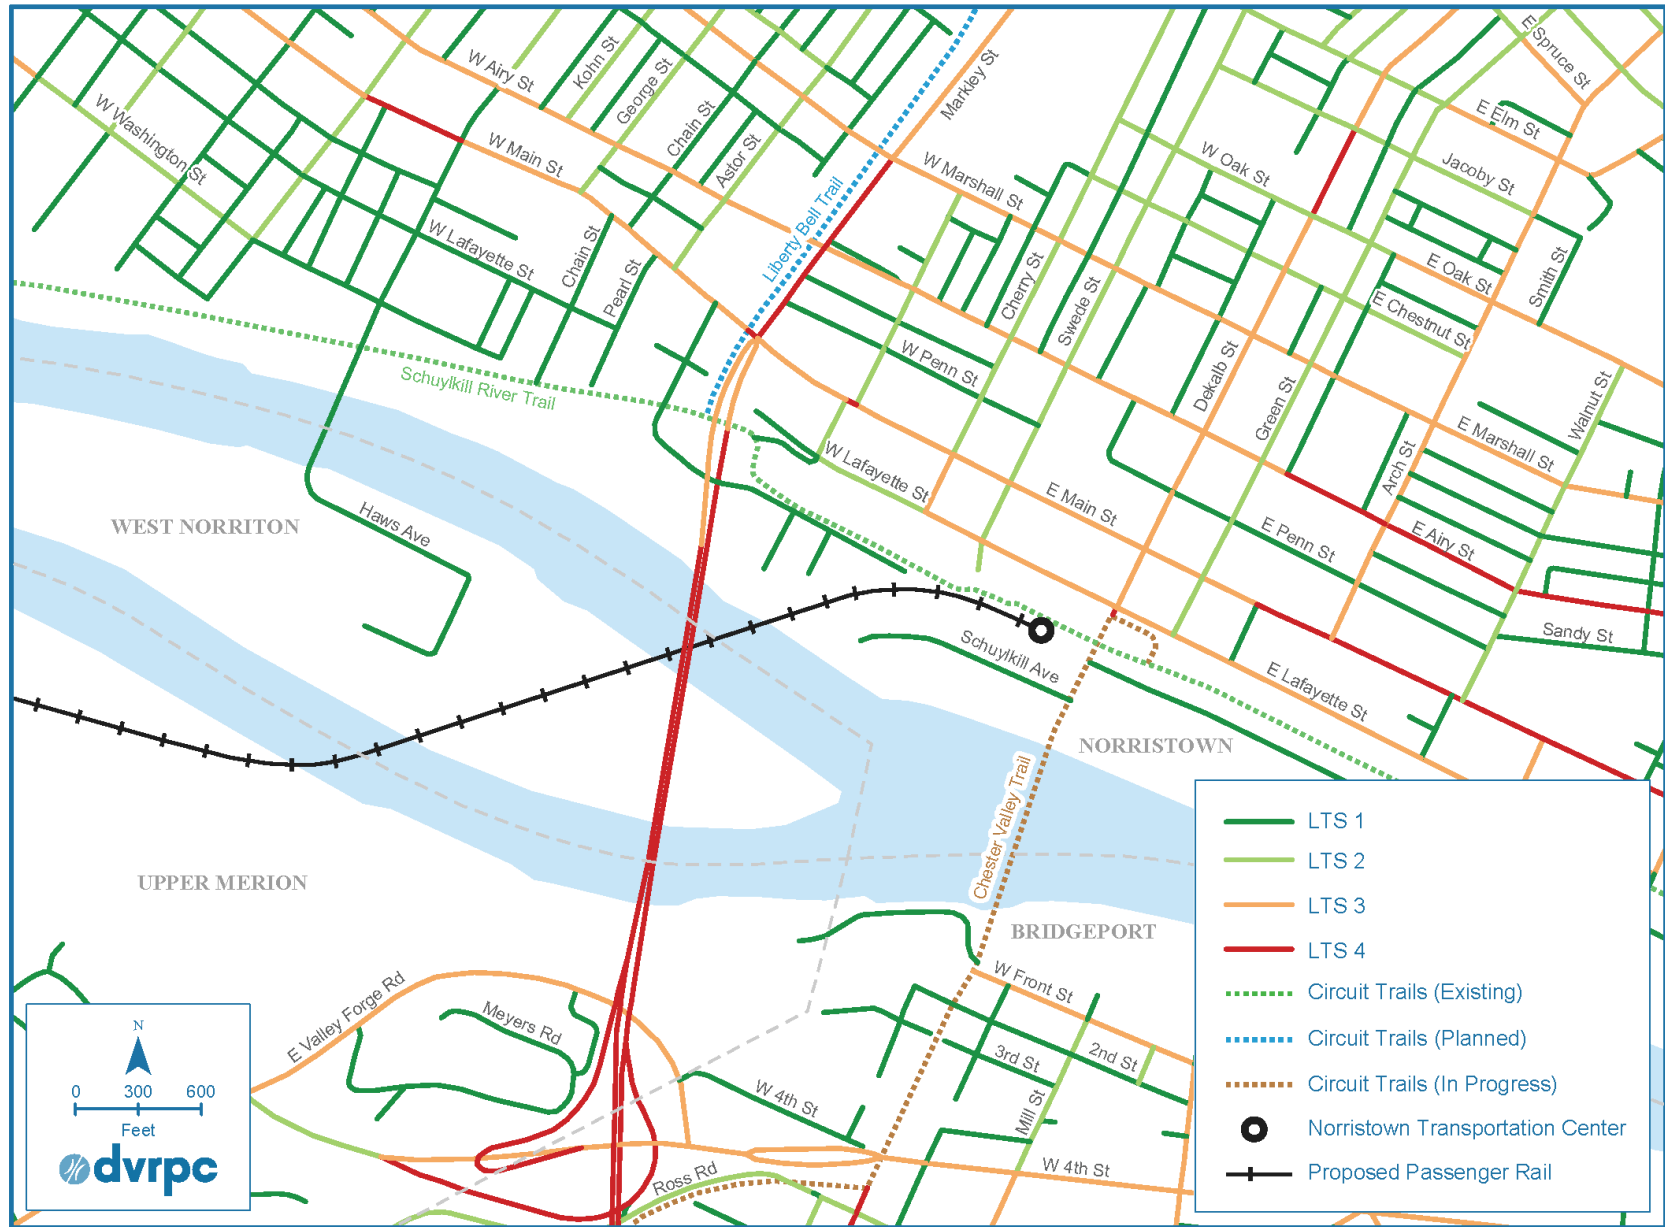 W Airy St
Kohn St
George St
Chain St
Astor St
Markley St
E Spruce St
E Elm St
W Washington St
W Main St
W Marshall St
W Oak St
Jacoby St
Liberty Bell Trail
W Lafayette St
Chain St
Pearl St
Cherry St
Swede St
E Oak St
Smith St
E Chestnut St
Schuylkill River Trail
W Penn St
Dekalb St
Green St
Walnut St
E Marshall St
Arch St
W Lafayette St
E Main St
E Penn St
E Airy St
WEST NORRITON
Haws Ave
Sandy St
Schuylkill Ave
E Lafayette St
NORRISTOWN
Chester Valley Trail
UPPER MERION
BRIDGEPORT
W Front St
E Valley Forge Rd
Meyers Rd
3rd St
2nd St
Mill St
W 4th St
W 4th St
Ross Rd
LTS 1
LTS 2
LTS 3
LTS 4
Circuit Trails (Existing)
Circuit Trails (Planned)
Circuit Trails (In Progress)
Norristown Transportation Center
Proposed Passenger Rail
N
0 300 600
Feet
dvrpc